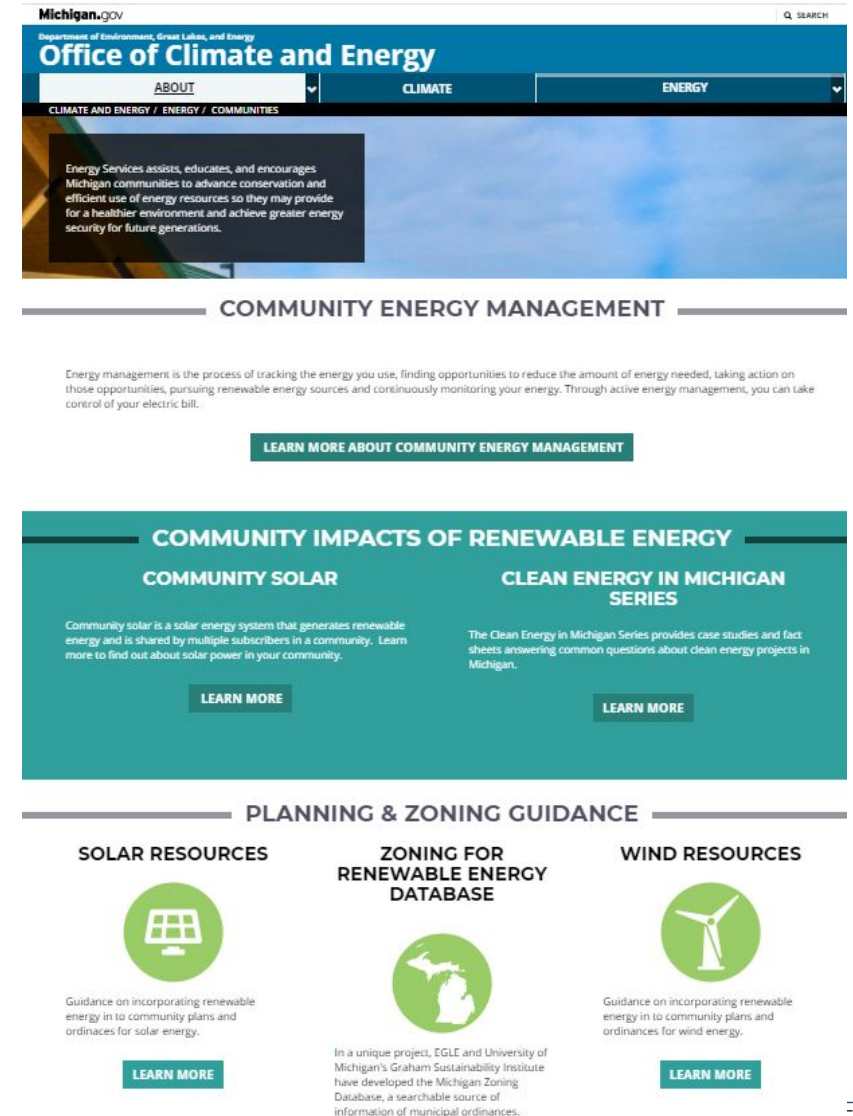 Michigan.gov
SEARCH
Department of Environment, Great Lakes, and Energy
Office of Climate and Energy
ABOUT
CLIMATE
ENERGY
CLIMATE AND ENERGY / ENERGY / COMMUNITIES
Energy Services assists, educates, and encourages
Michigan communities to advance conservation and
efficient use of energy resources so they may provide
for a healthier environment and achieve greater energy
security for future generations.
COMMUNITY ENERGY MANAGEMENT
Energy management is the process of tracking the energy you use, finding opportunities to reduce the amount of energy needed, taking action on
those opportunities, pursuing renewable energy sources and continuously monitoring your energy. Through active energy management, you can take
control of your electric bill.
LEARN MORE ABOUT COMMUNITY ENERGY MANAGEMENT
COMMUNITY IMPACTS OF RENEWABLE ENERGY
COMMUNITY SOLAR
Community solar is a solar energy system that generates renewable
energy and is shared by multiple subscribers in a community. Learn
more to find out about solar power in your community.
LEARN MORE
CLEAN ENERGY IN MICHIGAN
SERIES
The Clean Energy in Michigan Series provides case studies and fact
sheets answering common questions about clean energy projects in
Michigan.
LEARN MORE
PLANNING & ZONING GUIDANCE
SOLAR RESOURCES
Guidance on incorporating renewable
energy in to community plans and
ordinaces for solar energy.
LEARN MORE
ZONING FOR
RENEWABLE ENERGY
DATABASE
In a unique project, EGLE and University of
Michigan's Graham Sustainability Institute
have developed the Michigan Zoning
Database, a searchable source of
information of municipal ordinances.
WIND RESOURCES
Guidance on incorporating renewable
energy in to community plans and
ordinances for wind energy.
LEARN MORE